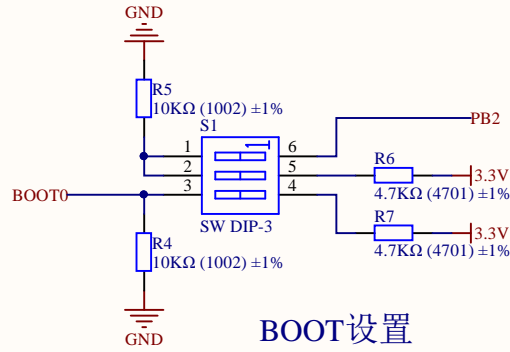 GND
R5
10KΩ (1002) ±1%
S1
1
6
PB2
2
5
R6
3.3V
4.7KΩ (4701) ±1%
BOOT0
3
4
R7
3.3V
4.7KΩ (4701) ±1%
SW DIP-3
R4
10KΩ (1002) ±1%
GND
BOOT设置